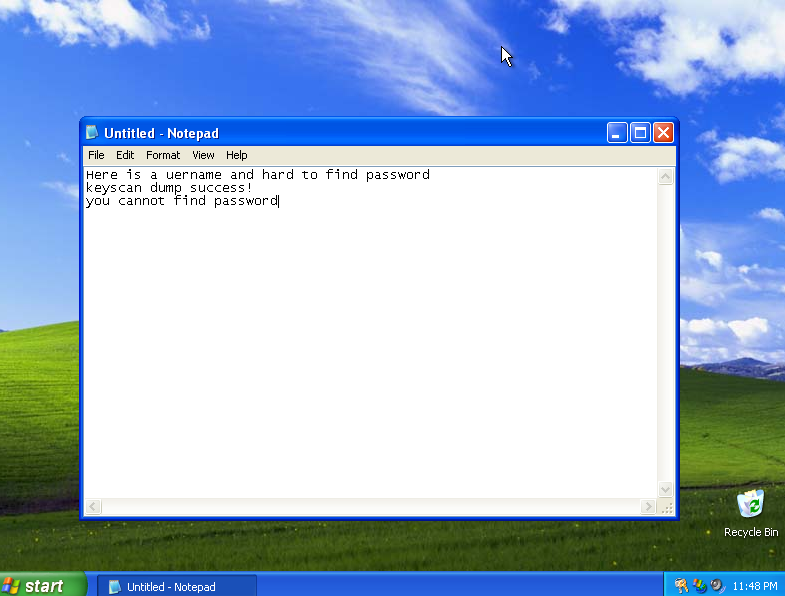 Untitled - Notepad
File Edit Format View Help
Here is a uername and hard to find password
keyscan dump success!
you cannot find password
Recycle Bin
start Untitled - Notepad 11:48 PM